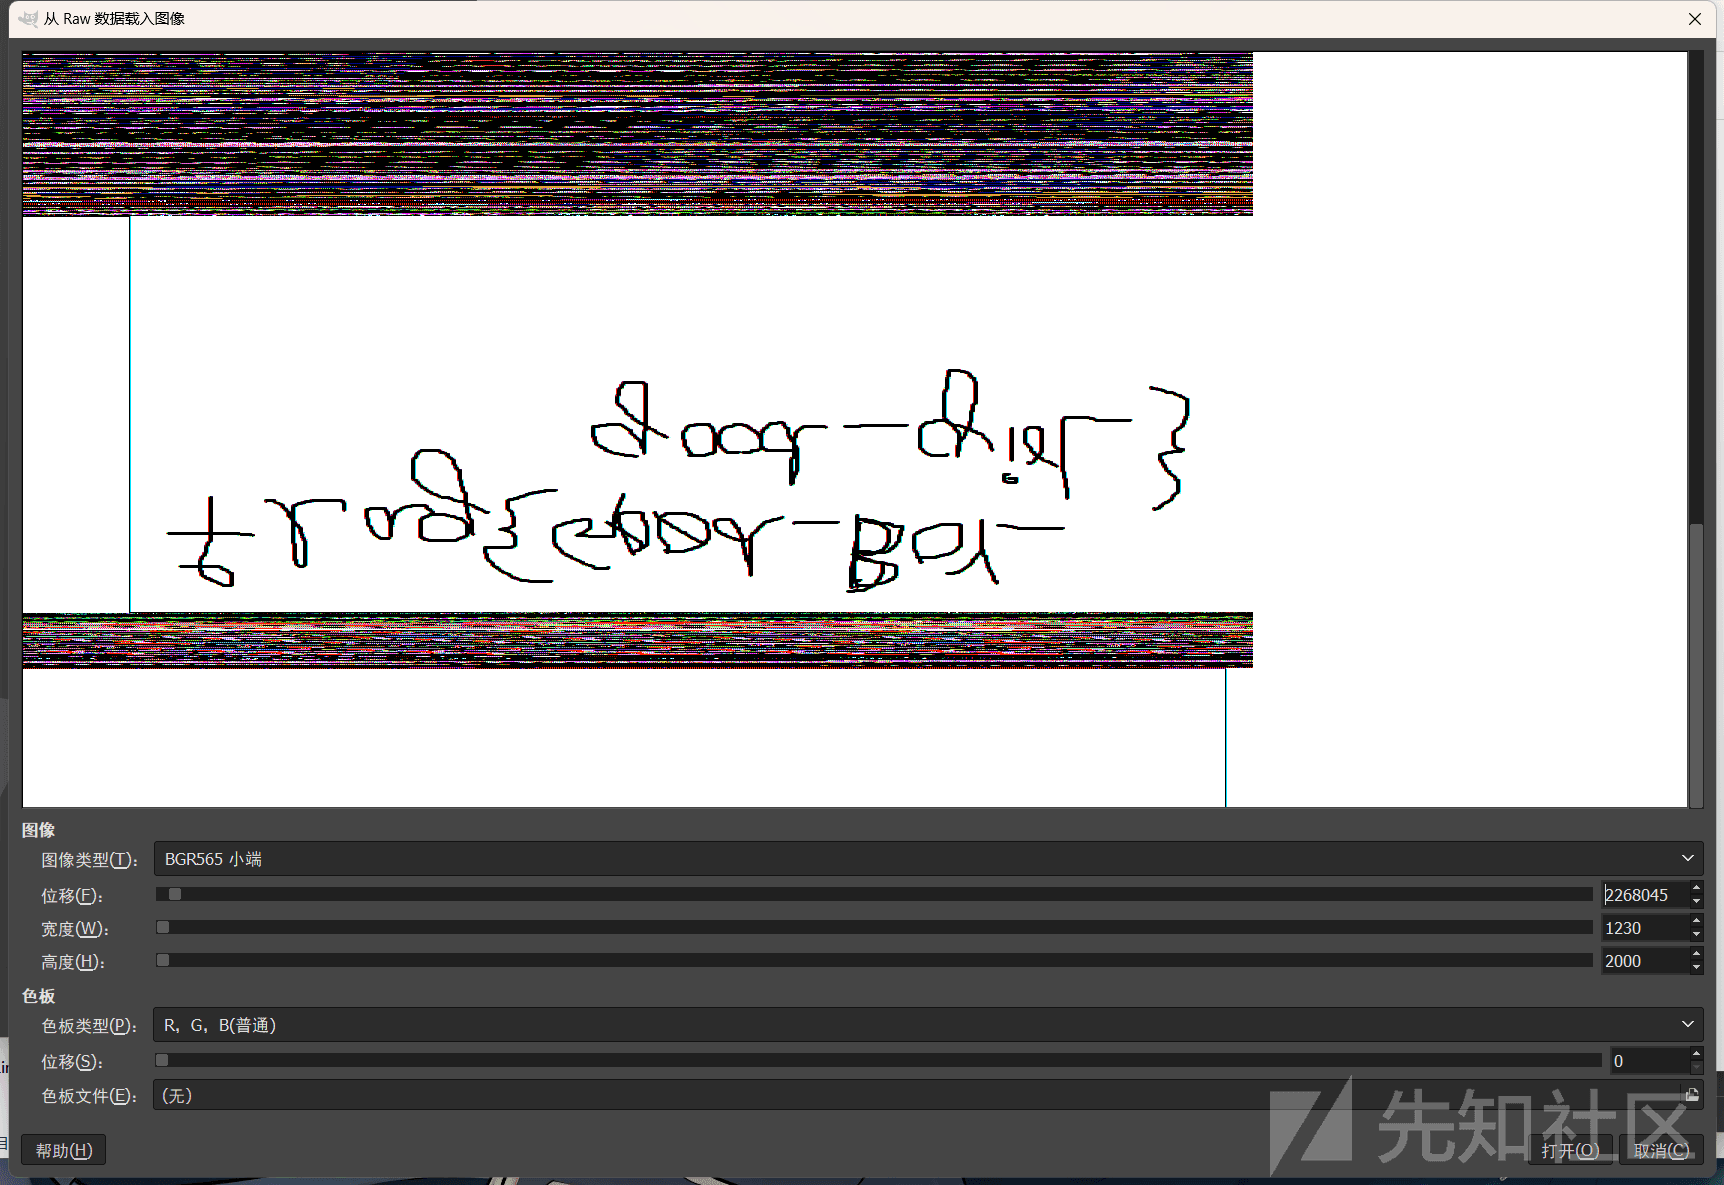 从 Raw 数据载入图像
图像
图像类型(T)：
BGR565 小端
位移(F)：
2268045
宽度(W)：
1230
高度(H)：
2000
色板
色板类型(P)：
R，G，B(普通)
位移(S)：
0
色板文件(E)：
(无)
帮助(H)
打开(O)
取消(C)
先知社区